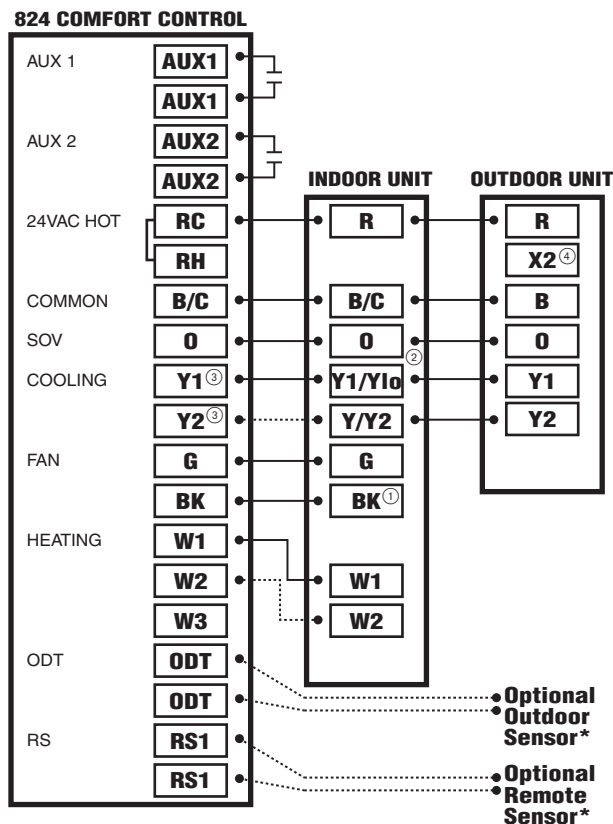 824 COMFORT CONTROL
AUX 1 AUX1
AUX1
AUX 2 AUX2
AUX2
INDOOR UNIT OUTDOOR UNIT
24VAC HOT RC R R
RH X2④
COMMON B/C B/C B
SOV O O O
②
COOLING Y1③ Y1/Ylo Y1
Y2③ Y/Y2 Y2
FAN G G
BK BK①
HEATING W1 W1
W2 W2
W3
ODT ODT
ODT
Optional
Outdoor
Sensor*
RS RS1
RS1
Optional
Remote
Sensor*